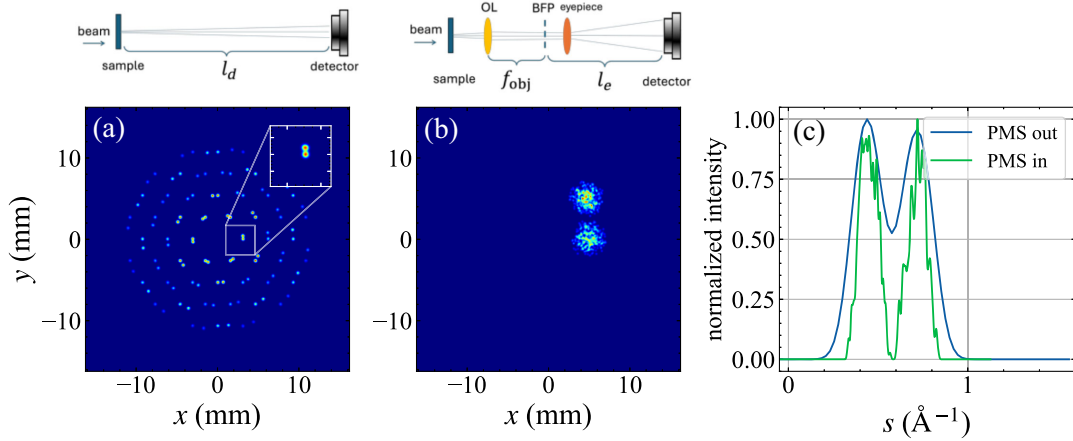 beam
sample
l_d
detector
OL
BFP
eyepiece
beam
sample
f_obj
l_e
detector
(a)
10
0
−10
y (mm)
−10
0
10
x (mm)
(b)
10
0
−10
−10
0
10
x (mm)
(c)
PMS out
PMS in
1.00
0.75
0.50
0.25
0.00
normalized intensity
0
1
s (Å⁻¹)